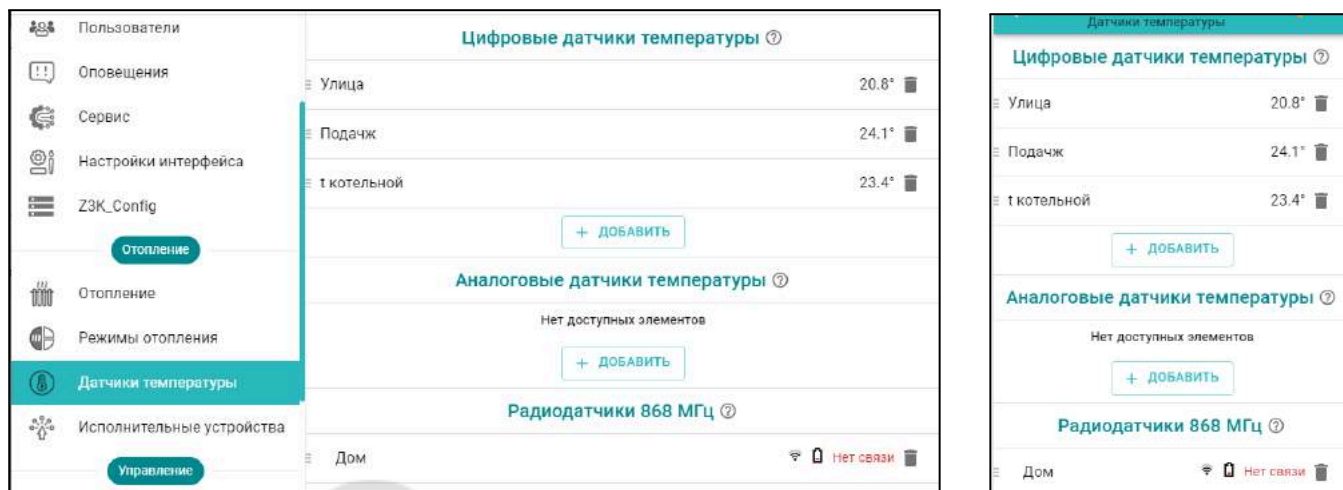 Пользователи
Оповещения
Сервис
Настройки интерфейса
Z3K_Config
Отопление
Отопление
Режимы отопления
Датчики температуры
Исполнительные устройства
Управление
Цифровые датчики температуры
Улица 20.8°
Подачж 24.1°
t котельной 23.4°
+ ДОБАВИТЬ
Аналоговые датчики температуры
Нет доступных элементов
+ ДОБАВИТЬ
Радиодатчики 868 МГц
Дом Нет связи
Датчики температуры
Цифровые датчики температуры
Улица 20.8°
Подачж 24.1°
t котельной 23.4°
+ ДОБАВИТЬ
Аналоговые датчики температуры
Нет доступных элементов
+ ДОБАВИТЬ
Радиодатчики 868 МГц
Дом Нет связи